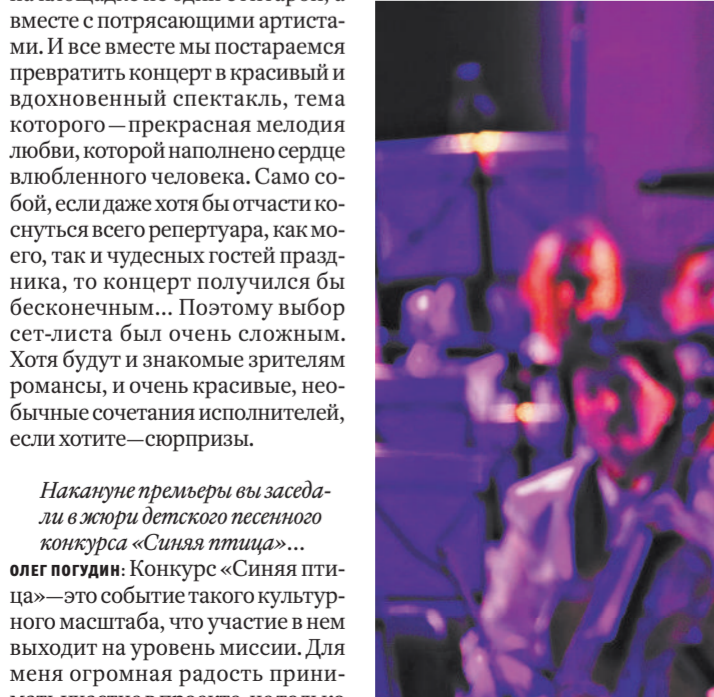 вместе с потрясающими артиста-
ми. И все вместе мы постараемся
превратить концерт в красивый и
вдохновенный спектакль, тема
которого—прекрасная мелодия
любви, которой наполнено сердце
влюбленного человека. Само со-
бой, если даже хотя бы отчасти ко-
снуться всего репертуара, как мо-
его, так и чудесных гостей празд-
ника, то концерт получился бы
бесконечным... Поэтому выбор
сет-листа был очень сложным.
Хотя будут и знакомые зрителям
романсы, и очень красивые, нео-
бычные сочетания исполнителей,
если хотите—сюрпризы.
Накануне премьеры вы заседа-
ли в жюри детского песенного
конкурса «Синяя птица»...
ОЛЕГ ПОГУДИН: Конкурс «Синяя пти-
ца»—это событие такого культур-
ного масштаба, что участие в нем
выходит на уровень миссии. Для
меня огромная радость прини-